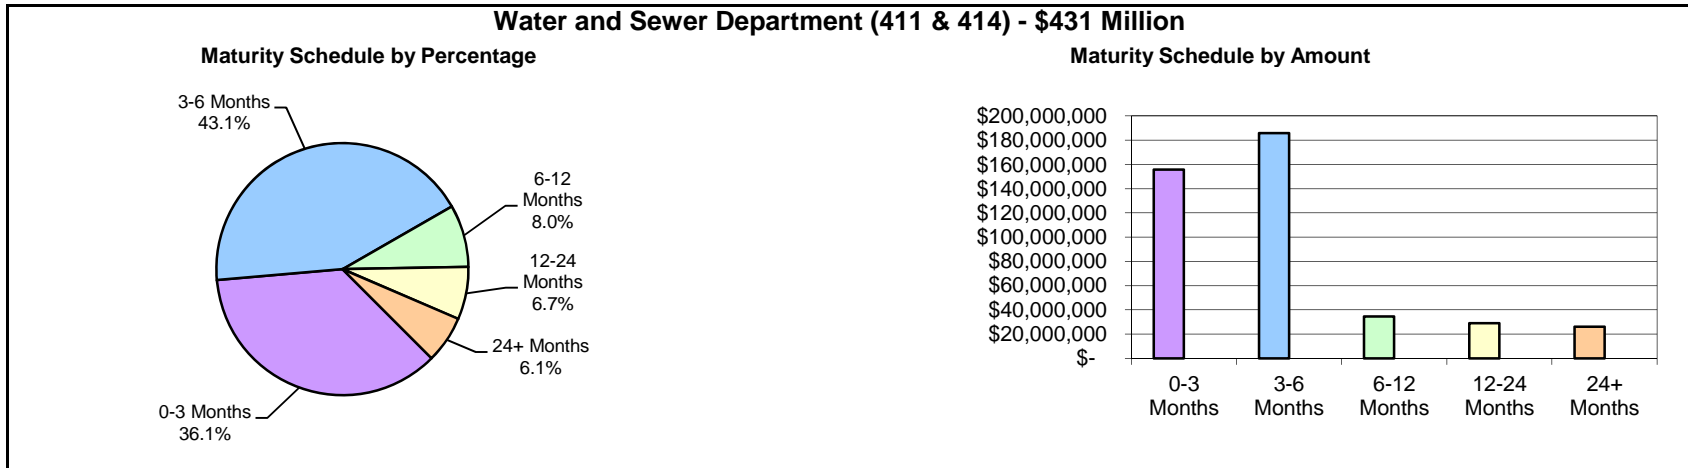 Water and Sewer Department (411 & 414) - $431 Million
Maturity Schedule by Percentage
3-6 Months
43.1%
6-12
Months
8.0%
12-24
Months
6.7%
24+ Months
6.1%
0-3 Months
36.1%
Maturity Schedule by Amount
$200,000,000
$180,000,000
$160,000,000
$140,000,000
$120,000,000
$100,000,000
$80,000,000
$60,000,000
$40,000,000
$20,000,000
$-
0-3 3-6 6-12 12-24 24+
Months Months Months Months Months